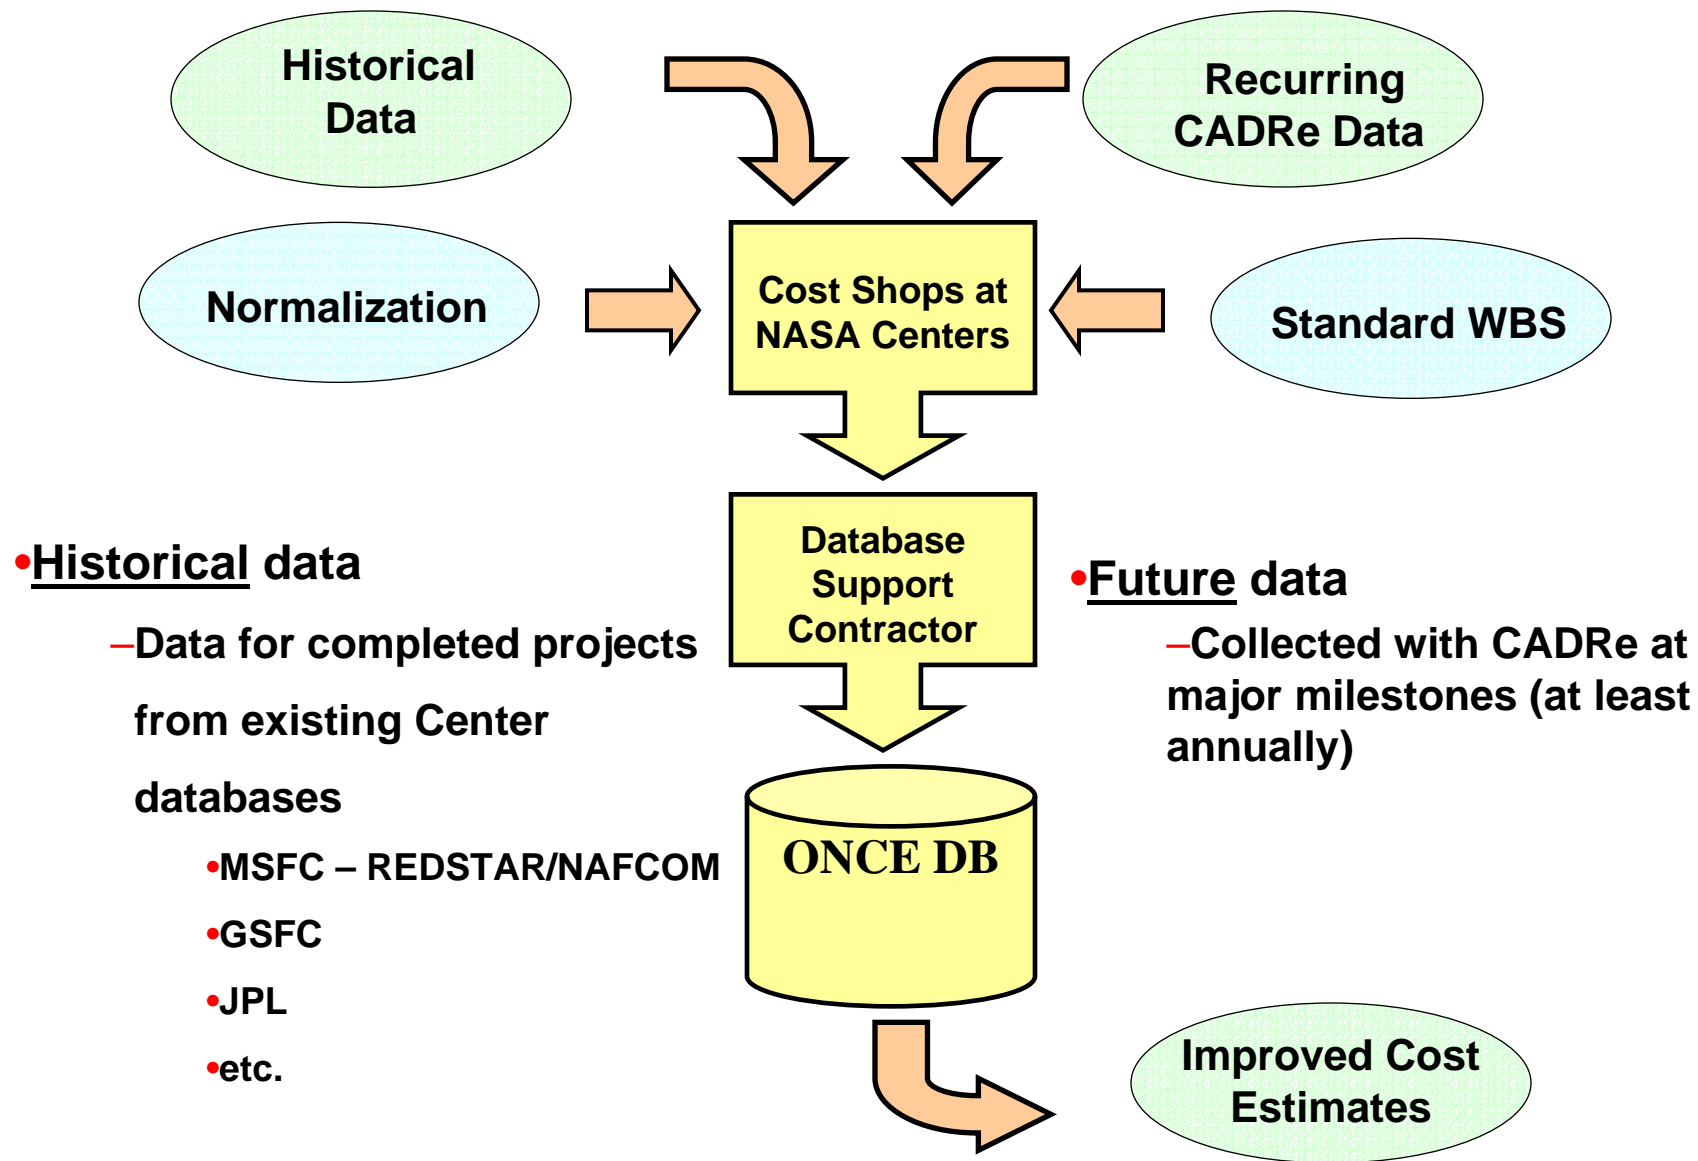 Historical
Data
Recurring
CADRe Data
Normalization
Cost Shops at
NASA Centers
Standard WBS
Database
Support
Contractor
•Historical data
–Data for completed projects
from existing Center
databases
•MSFC – REDSTAR/NAFCOM
•GSFC
•JPL
•etc.
•Future data
–Collected with CADRe at
major milestones (at least
annually)
ONCE DB
Improved Cost
Estimates